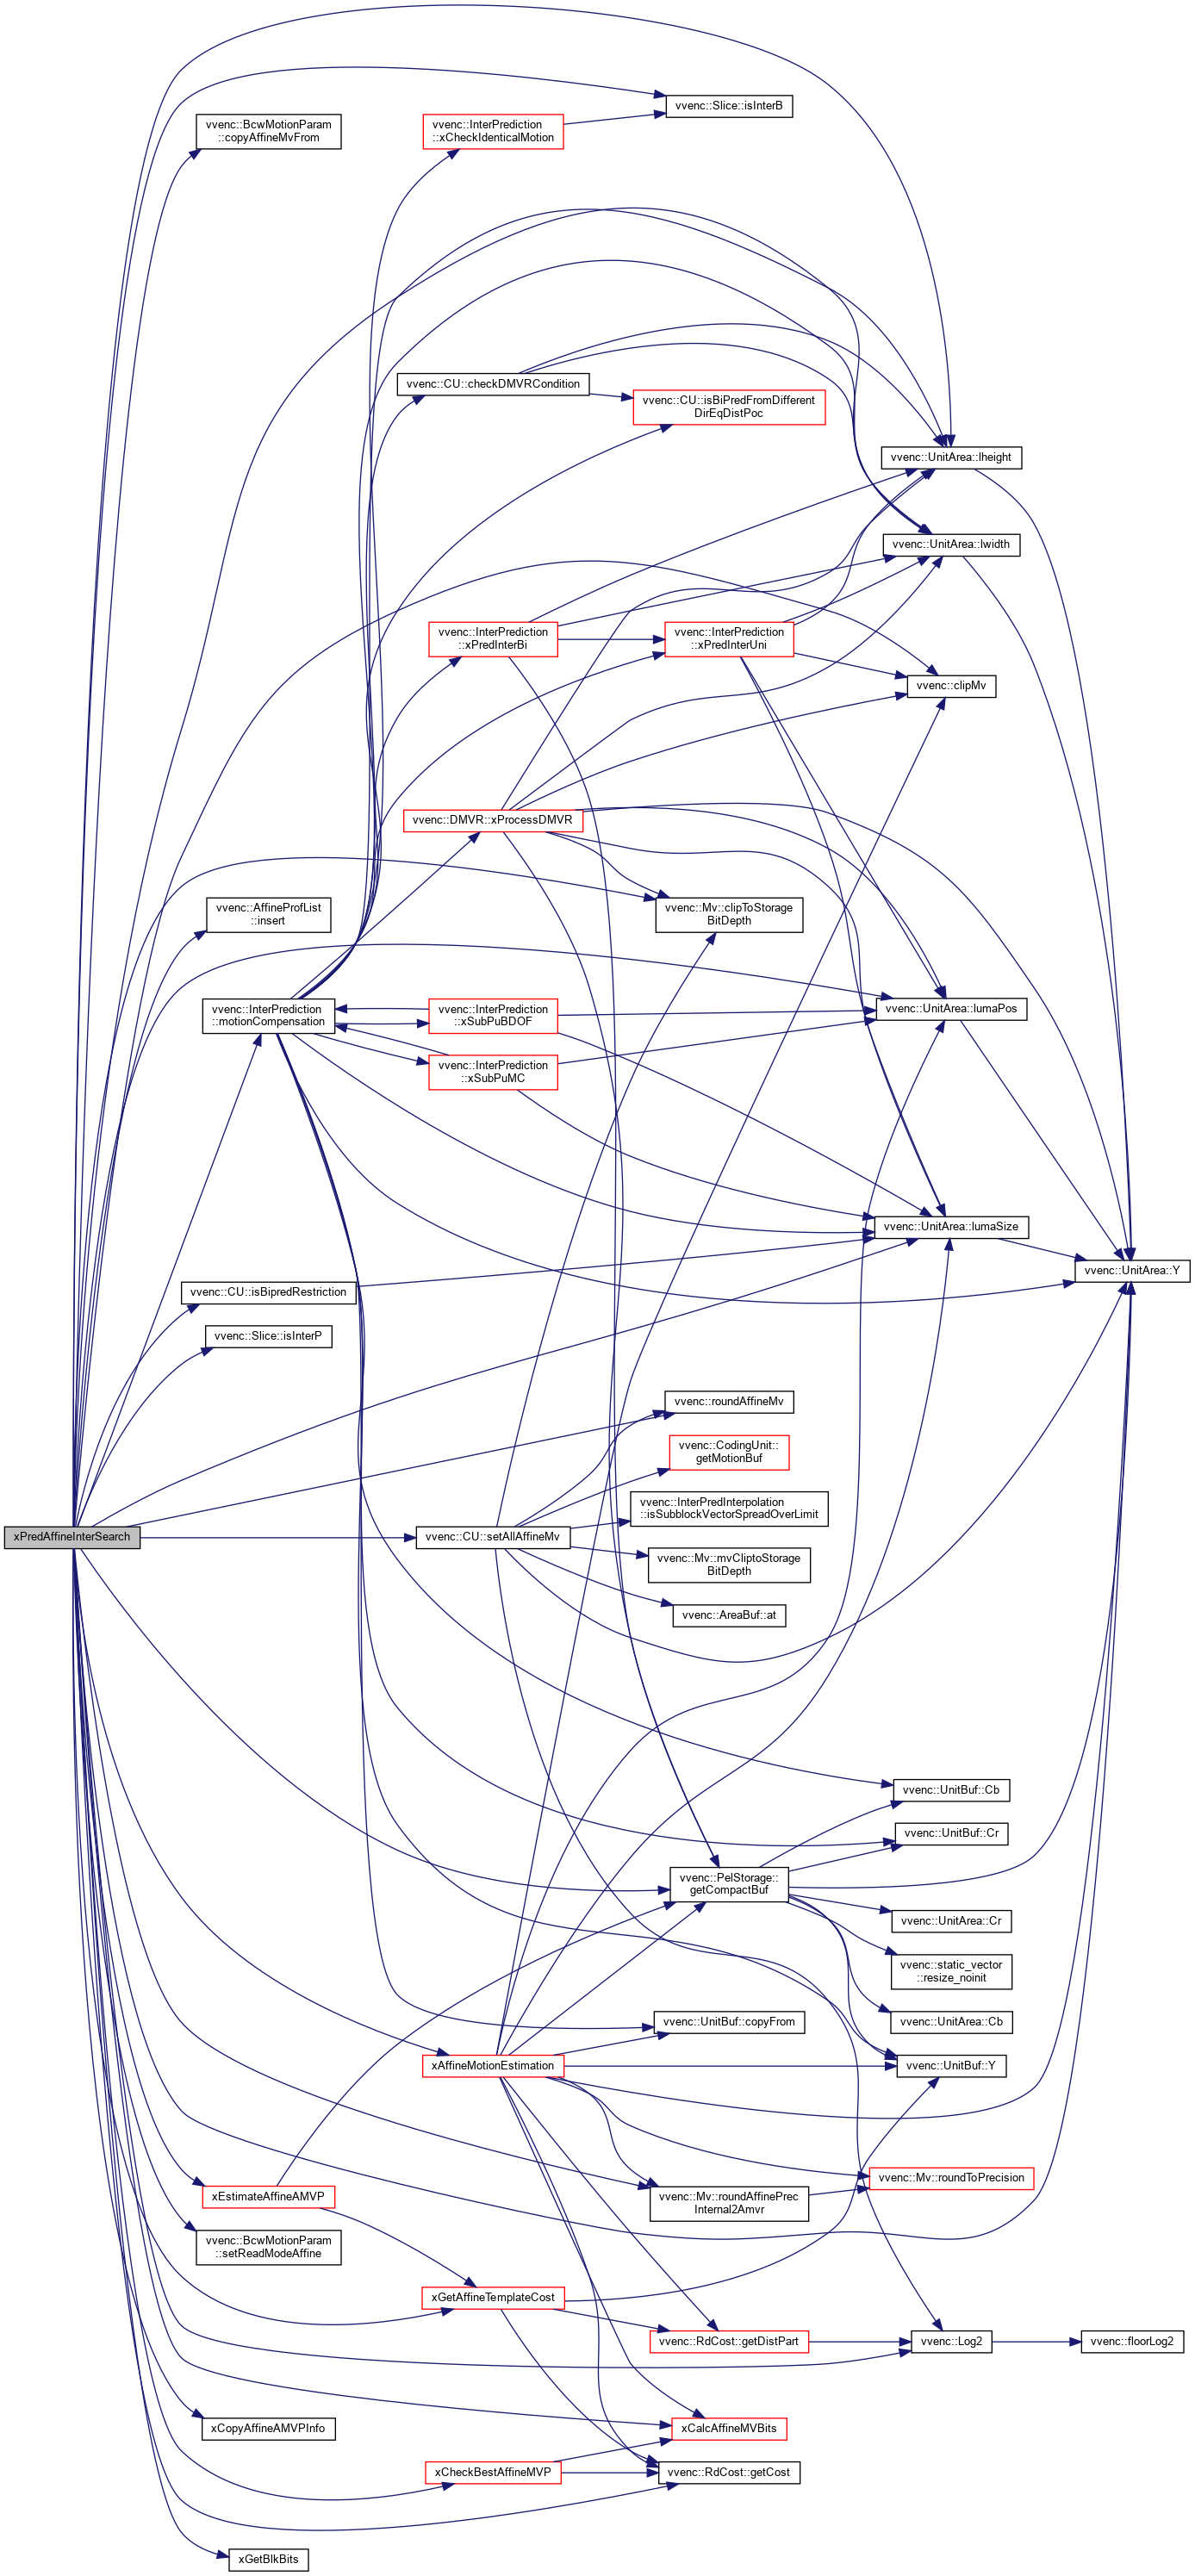 vvenc::Slice::isInterB
vvenc::BcwMotionParam
::copyAffineMvFrom
vvenc::InterPrediction
::xCheckIdenticalMotion
vvenc::CU::checkDMVRCondition
vvenc::CU::isBiPredFromDifferent
DirEqDistPoc
vvenc::UnitArea::lheight
vvenc::UnitArea::lwidth
vvenc::InterPrediction
::xPredInterBi
vvenc::InterPrediction
::xPredInterUni
vvenc::clipMv
vvenc::DMVR::xProcessDMVR
vvenc::AffineProfList
::insert
vvenc::Mv::clipToStorage
BitDepth
vvenc::InterPrediction
::motionCompensation
vvenc::InterPrediction
::xSubPuBDOF
vvenc::UnitArea::lumaPos
vvenc::InterPrediction
::xSubPuMC
vvenc::UnitArea::lumaSize
vvenc::UnitArea::Y
vvenc::CU::isBipredRestriction
vvenc::Slice::isInterP
vvenc::roundAffineMv
vvenc::CodingUnit::
getMotionBuf
vvenc::InterPredInterpolation
::isSubblockVectorSpreadOverLimit
xPredAffineInterSearch
vvenc::CU::setAllAffineMv
vvenc::Mv::mvCliptoStorage
BitDepth
vvenc::AreaBuf::at
vvenc::UnitBuf::Cb
vvenc::UnitBuf::Cr
vvenc::PelStorage::
getCompactBuf
vvenc::UnitArea::Cr
vvenc::static_vector
::resize_noinit
vvenc::UnitArea::Cb
vvenc::UnitBuf::copyFrom
xAffineMotionEstimation
vvenc::UnitBuf::Y
vvenc::Mv::roundToPrecision
xEstimateAffineAMVP
vvenc::Mv::roundAffinePrec
Internal2Amvr
vvenc::BcwMotionParam
::setReadModeAffine
xGetAffineTemplateCost
vvenc::RdCost::getDistPart
vvenc::Log2
vvenc::floorLog2
xCopyAffineAMVPInfo
xCalcAffineMVBits
xCheckBestAffineMVP
vvenc::RdCost::getCost
xGetBlkBits